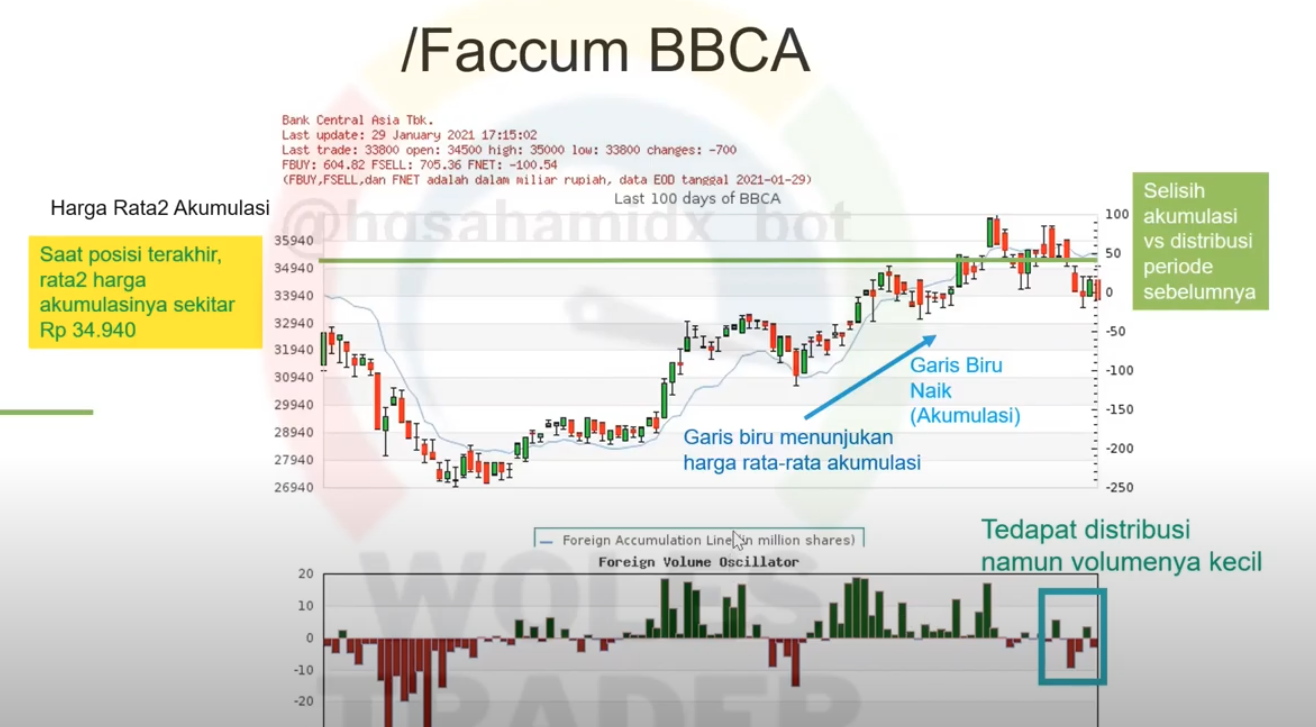 /Faccum BBCA
Bank Central Asia Tbk.
Last update: 29 January 2021 17:15:02
Last trade: 33800 open: 34500 high: 35000 low: 33800 changes: -700
FBUY: 604.82 FSELL: 705.36 FNET: -100.54
(FBUY,FSELL,dan FNET adalah dalam miliar rupiah, data EOD tanggal 2021-01-29)
Last 100 days of BBCA
@hqsahamidx_bot
Harga Rata2 Akumulasi
Saat posisi terakhir,
rata2 harga
akumulasinya sekitar
Rp 34.940
Selisih
akumulasi
vs distribusi
periode
sebelumnya
35940
34940
33940
32940
31940
30940
29940
28940
27940
26940
100
50
0
-50
-100
-150
-200
-250
Garis Biru
Naik
(Akumulasi)
Garis biru menunjukan
harga rata-rata akumulasi
Foreign Accumulation Line (in million shares)
Foreign Volume Oscillator
Tedapat distribusi
namun volumenya kecil
20
10
0
-10
-20
WOLES
TRADER